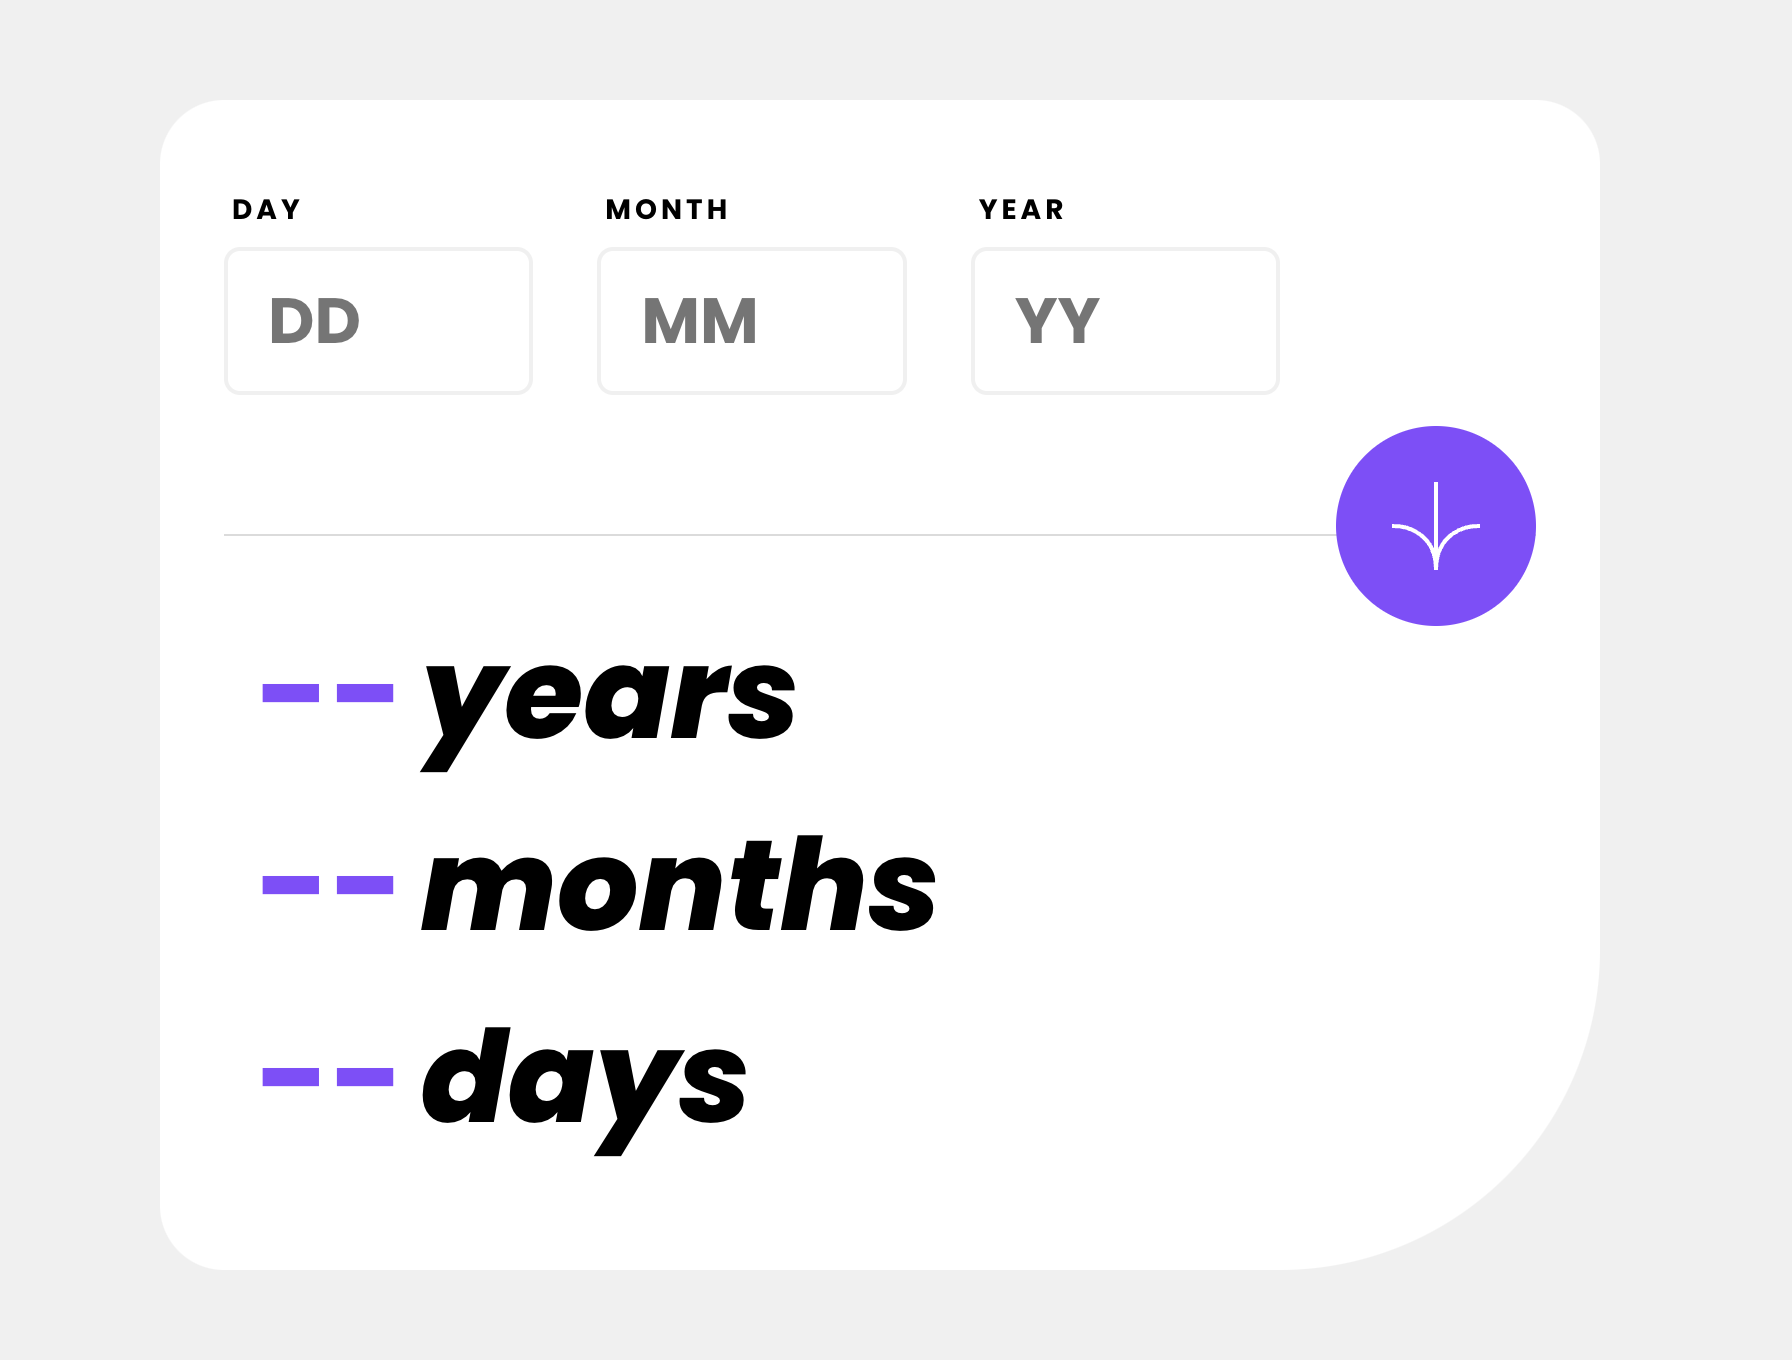 DAY MONTH YEAR
DD MM YY
-- years
-- months
-- days